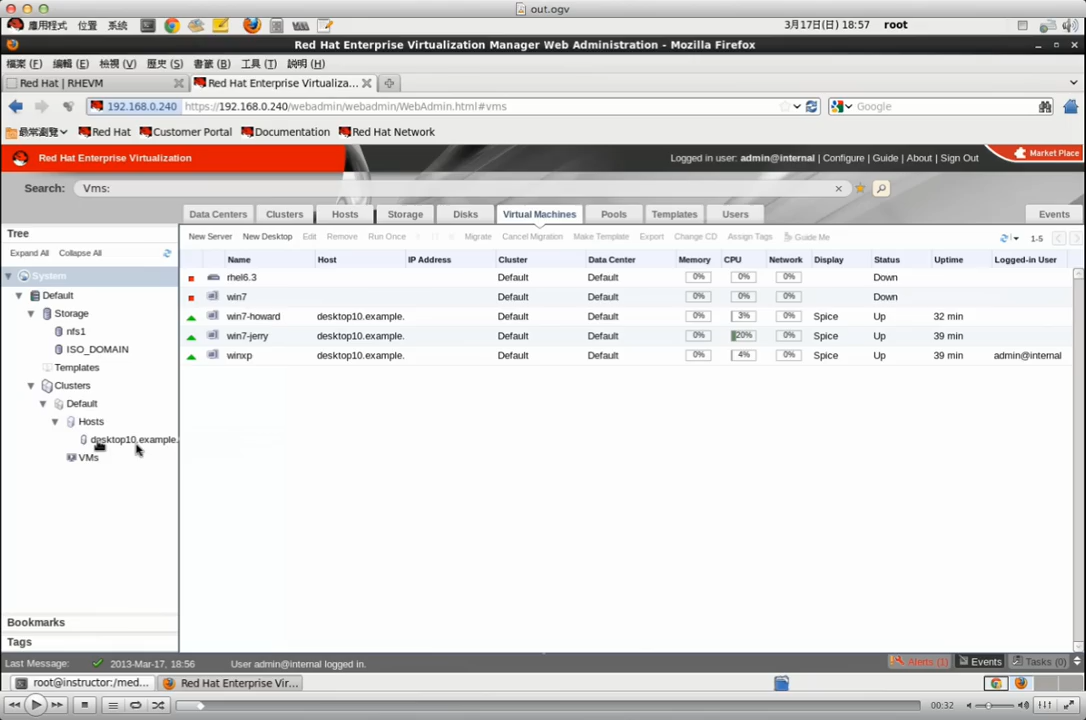 out.ogv
應用程式 位置 系統 3月17日(日) 18:57 root
Red Hat Enterprise Virtualization Manager Web Administration - Mozilla Firefox
檔案 (F) 編輯 (E) 檢視 (V) 歷史 (S) 書籤 (B) 工具 (T) 說明 (H)
Red Hat | RHEVM Red Hat Enterprise Virtualiza...
192.168.0.240 https://192.168.0.240/webadmin/webadmin/WebAdmin.html#vms Google
最常瀏覽 Red Hat Customer Portal Documentation Red Hat Network
Red Hat Enterprise Virtualization Logged in user: admin@internal | Configure | Guide | About | Sign Out Market Place
Search: Vms:
Data Centers Clusters Hosts Storage Disks Virtual Machines Pools Templates Users Events
Tree
New Server New Desktop Edit Remove Run Once Migrate Cancel Migration Make Template Export Change CD Assign Tags Guide Me 1-5
Expand All Collapse All
Name Host IP Address Cluster Data Center Memory CPU Network Display Status Uptime Logged-in User
System
rhel6.3 Default Default 0% 0% 0% Down
Default
win7 Default Default 0% 0% 0% Down
Storage
win7-howard desktop10.example. Default Default 0% 3% 0% Spice Up 32 min
nfs1
win7-jerry desktop10.example. Default Default 0% 20% 0% Spice Up 39 min
ISO_DOMAIN
winxp desktop10.example. Default Default 0% 4% 0% Spice Up 39 min admin@internal
Templates
Clusters
Default
Hosts
desktop10.example.
VMs
Bookmarks
Tags
Last Message: 2013-Mar-17, 18:56 User admin@internal logged in. Alerts (1) Events Tasks (0)
root@instructor:/med... Red Hat Enterprise Vir...
00:32